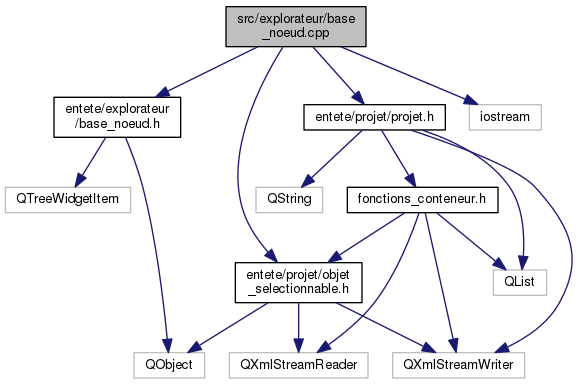 src/explorateur/base
_noeud.cpp
entete/explorateur
/base_noeud.h
entete/projet/projet.h
iostream
QTreeWidgetItem
QString
fonctions_conteneur.h
entete/projet/objet
_selectionnable.h
QList
QObject
QXmlStreamReader
QXmlStreamWriter